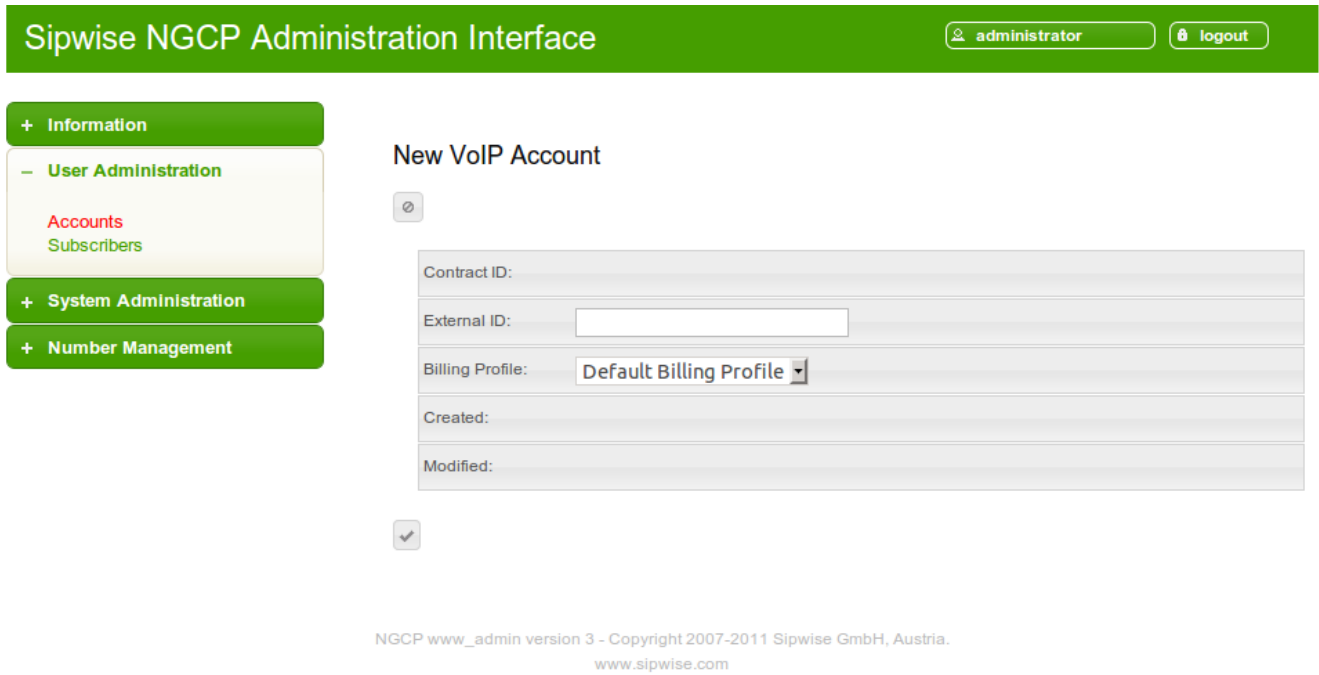 Sipwise NGCP Administration Interface
administrator
logout
+ Information
– User Administration
Accounts
Subscribers
+ System Administration
+ Number Management
New VoIP Account
Contract ID:
External ID:
Billing Profile: Default Billing Profile
Created:
Modified:
NGCP www_admin version 3 - Copyright 2007-2011 Sipwise GmbH, Austria.
www.sipwise.com